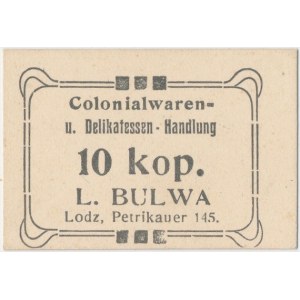 Colonialwaren-
u. Delikatessen-Handlung
10 kop.
L. BULWA
Lodz, Petrikauer 145.